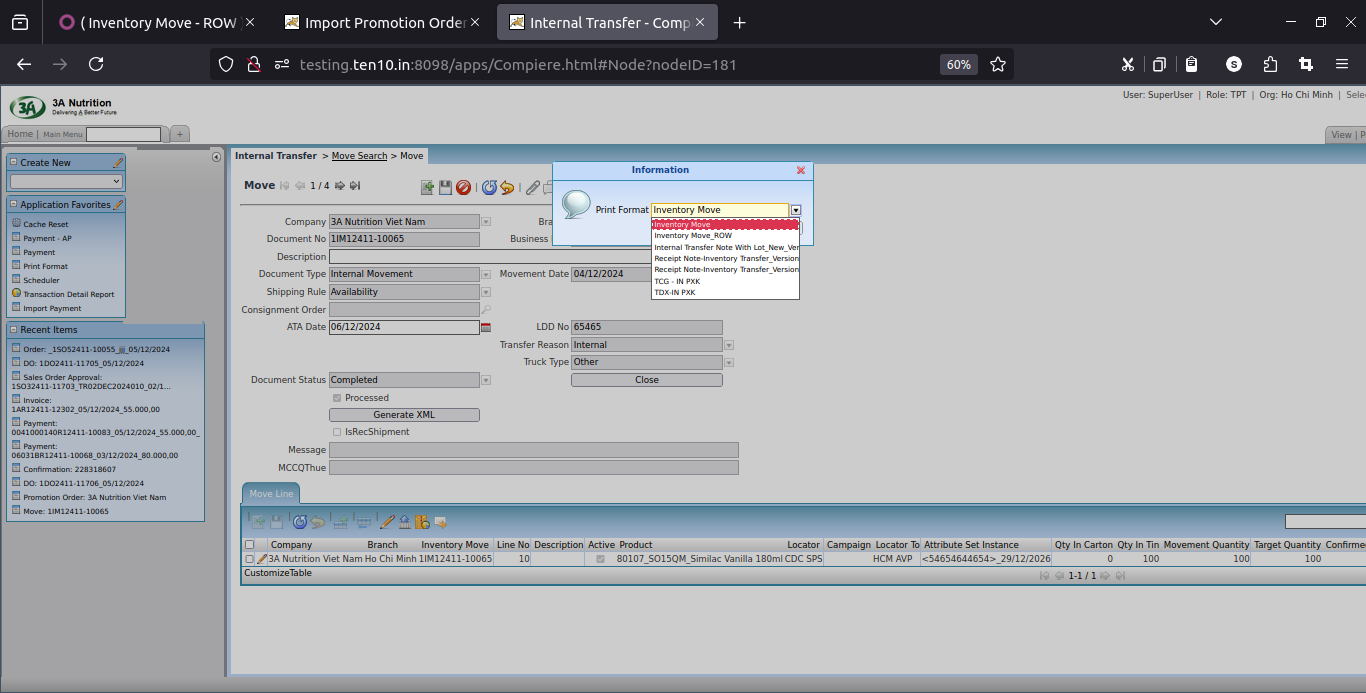 ( Inventory Move - ROW )
Import Promotion Order
Internal Transfer - Comp
testing.ten10.in:8098/apps/Compiere.html#Node?nodeID=181
60%
S
3A
3A Nutrition
Delivering A Better Future
User: SuperUser | Role: TPT | Org: Ho Chi Minh | Sele
Home | Main Menu
+
View | P
Create New
Application Favorites
Cache Reset
Payment - AP
Payment
Print Format
Scheduler
Transaction Detail Report
Import Payment
Recent Items
Order: _1SO52411-10055_ _05/12/2024
DO: 1DO2411-11705_05/12/2024
Sales Order Approval:
1SO32411-11703_TR02DEC2024010_02/1...
Invoice:
1AR12411-12302_05/12/2024_55.000,00
Payment:
0041000140R12411-10083_05/12/2024_55.000,00_
Payment:
06031BR12411-10068_03/12/2024_80.000,00
Confirmation: 228318607
DO: 1DO2411-11706_05/12/2024
Promotion Order: 3A Nutrition Viet Nam
Move: 1IM12411-10065
Internal Transfer > Move Search > Move
Move 1 / 4
Information
Print Format Inventory Move
Inventory Move
Inventory Move_ROW
Internal Transfer Note With Lot_New_Ver
Receipt Note-Inventory Transfer_Version
Receipt Note-Inventory Transfer_Version
TCG - IN PXK
TDX-IN PXK
Company 3A Nutrition Viet Nam Bra
Document No 1IM12411-10065 Business
Description
Document Type Internal Movement Movement Date 04/12/2024
Shipping Rule Availability
Consignment Order
ATA Date 06/12/2024 LDD No 65465
Transfer Reason Internal
Truck Type Other
Document Status Completed Close
Processed
Generate XML
IsRecShipment
Message
MCCQThue
Move Line
Company Branch Inventory Move Line No Description Active Product Locator Campaign Locator To Attribute Set Instance Qty In Carton Qty In Tin Movement Quantity Target Quantity Confirme
3A Nutrition Viet Nam Ho Chi Minh 1IM12411-10065 10 80107_SO15QM_Similac Vanilla 180ml CDC SPS HCM AVP <54654644654>_29/12/2026 0 100 100 100
CustomizeTable 1-1 / 1